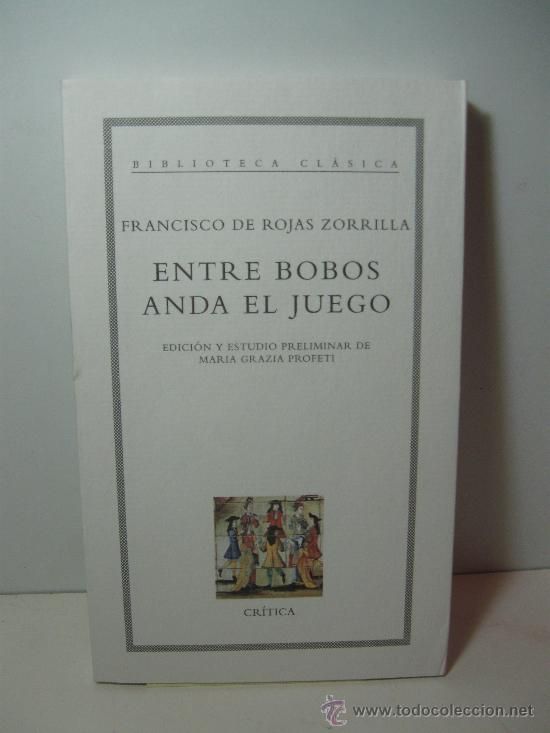 BIBLIOTECA CLÁSICA
FRANCISCO DE ROJAS ZORRILLA
ENTRE BOBOS
ANDA EL JUEGO
EDICIÓN Y ESTUDIO PRELIMINAR DE
MARIA GRAZIA PROFETI
CRÍTICA
www.todocoleccion.net